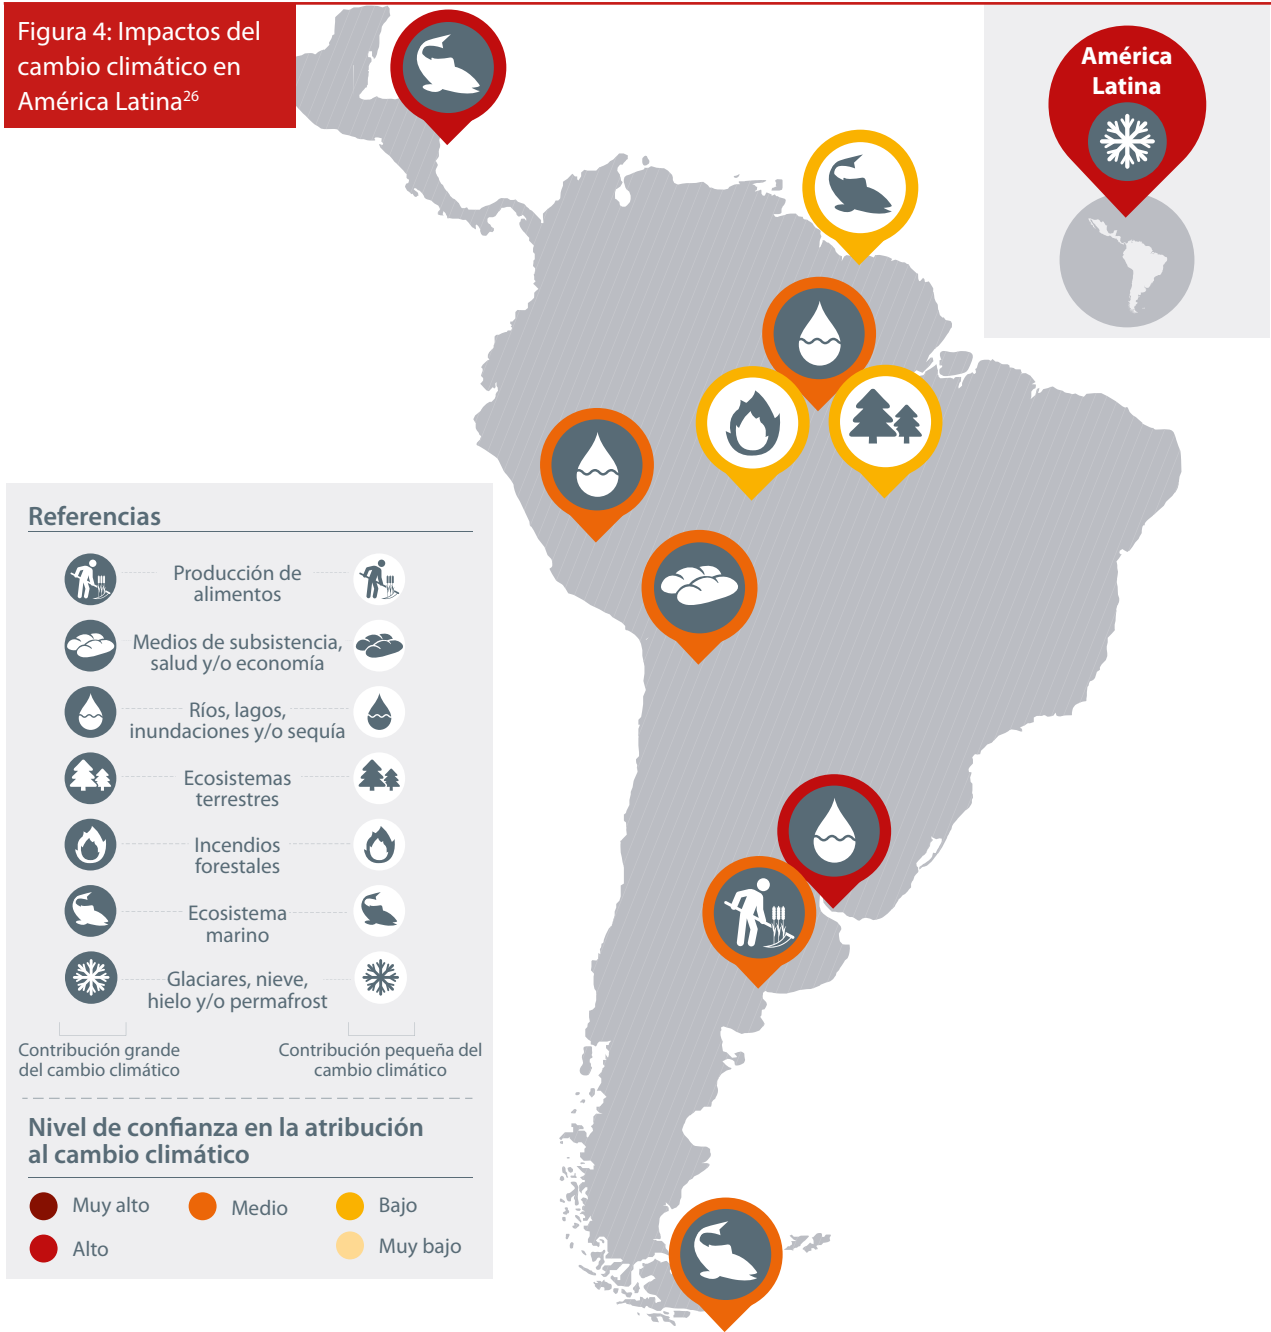 Figura 4: Impactos del
cambio climático en
América Latina26
América
Latina
Referencias
Producción de
alimentos
Medios de subsistencia,
salud y/o economía
Ríos, lagos,
inundaciones y/o sequía
Ecosistemas
terrestres
Incendios
forestales
Ecosistema
marino
Glaciares, nieve,
hielo y/o permafrost
Contribución grande
del cambio climático
Contribución pequeña del
cambio climático
Nivel de confianza en la atribución
al cambio climático
Muy alto
Medio
Bajo
Alto
Muy bajo